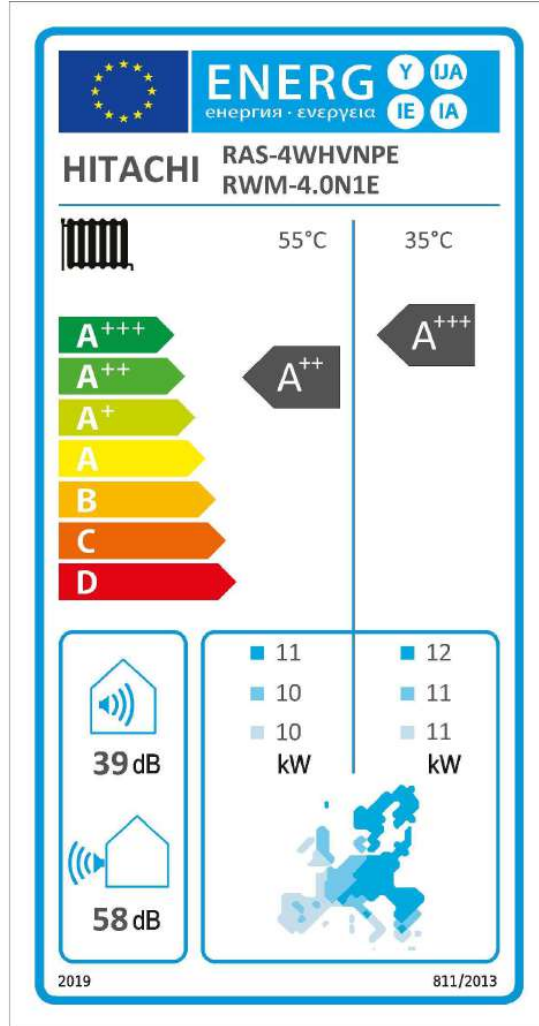 ENERG Y IJA
енергия · ενεργεια IE IA
HITACHI
RAS-4WHVNPE
RWM-4.0N1E
55°C 35°C
A+++
A++
A+
A
B
C
D
A++
A+++
39 dB
58 dB
11 12
10 11
10 11
kW kW
2019 811/2013